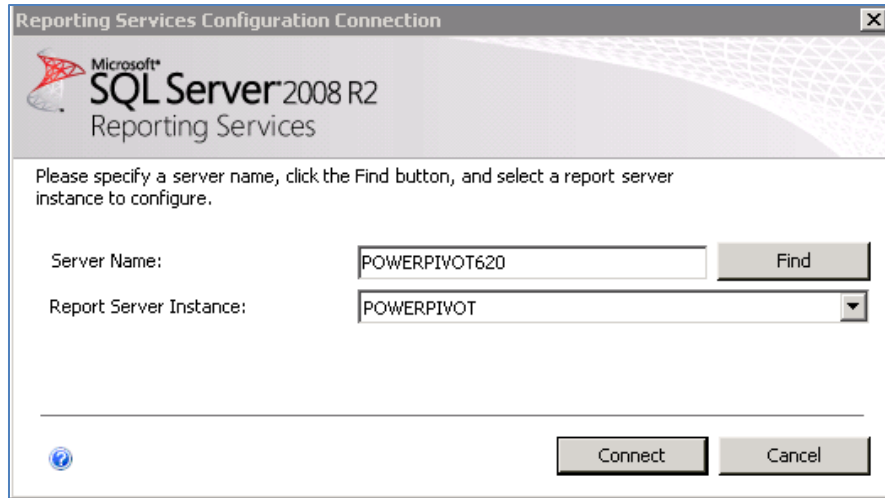 Reporting Services Configuration Connection
Microsoft®
SQL Server® 2008 R2
Reporting Services
Please specify a server name, click the Find button, and select a report server
instance to configure.
Server Name: POWERPIVOT620 Find
Report Server Instance: POWERPIVOT
Connect Cancel